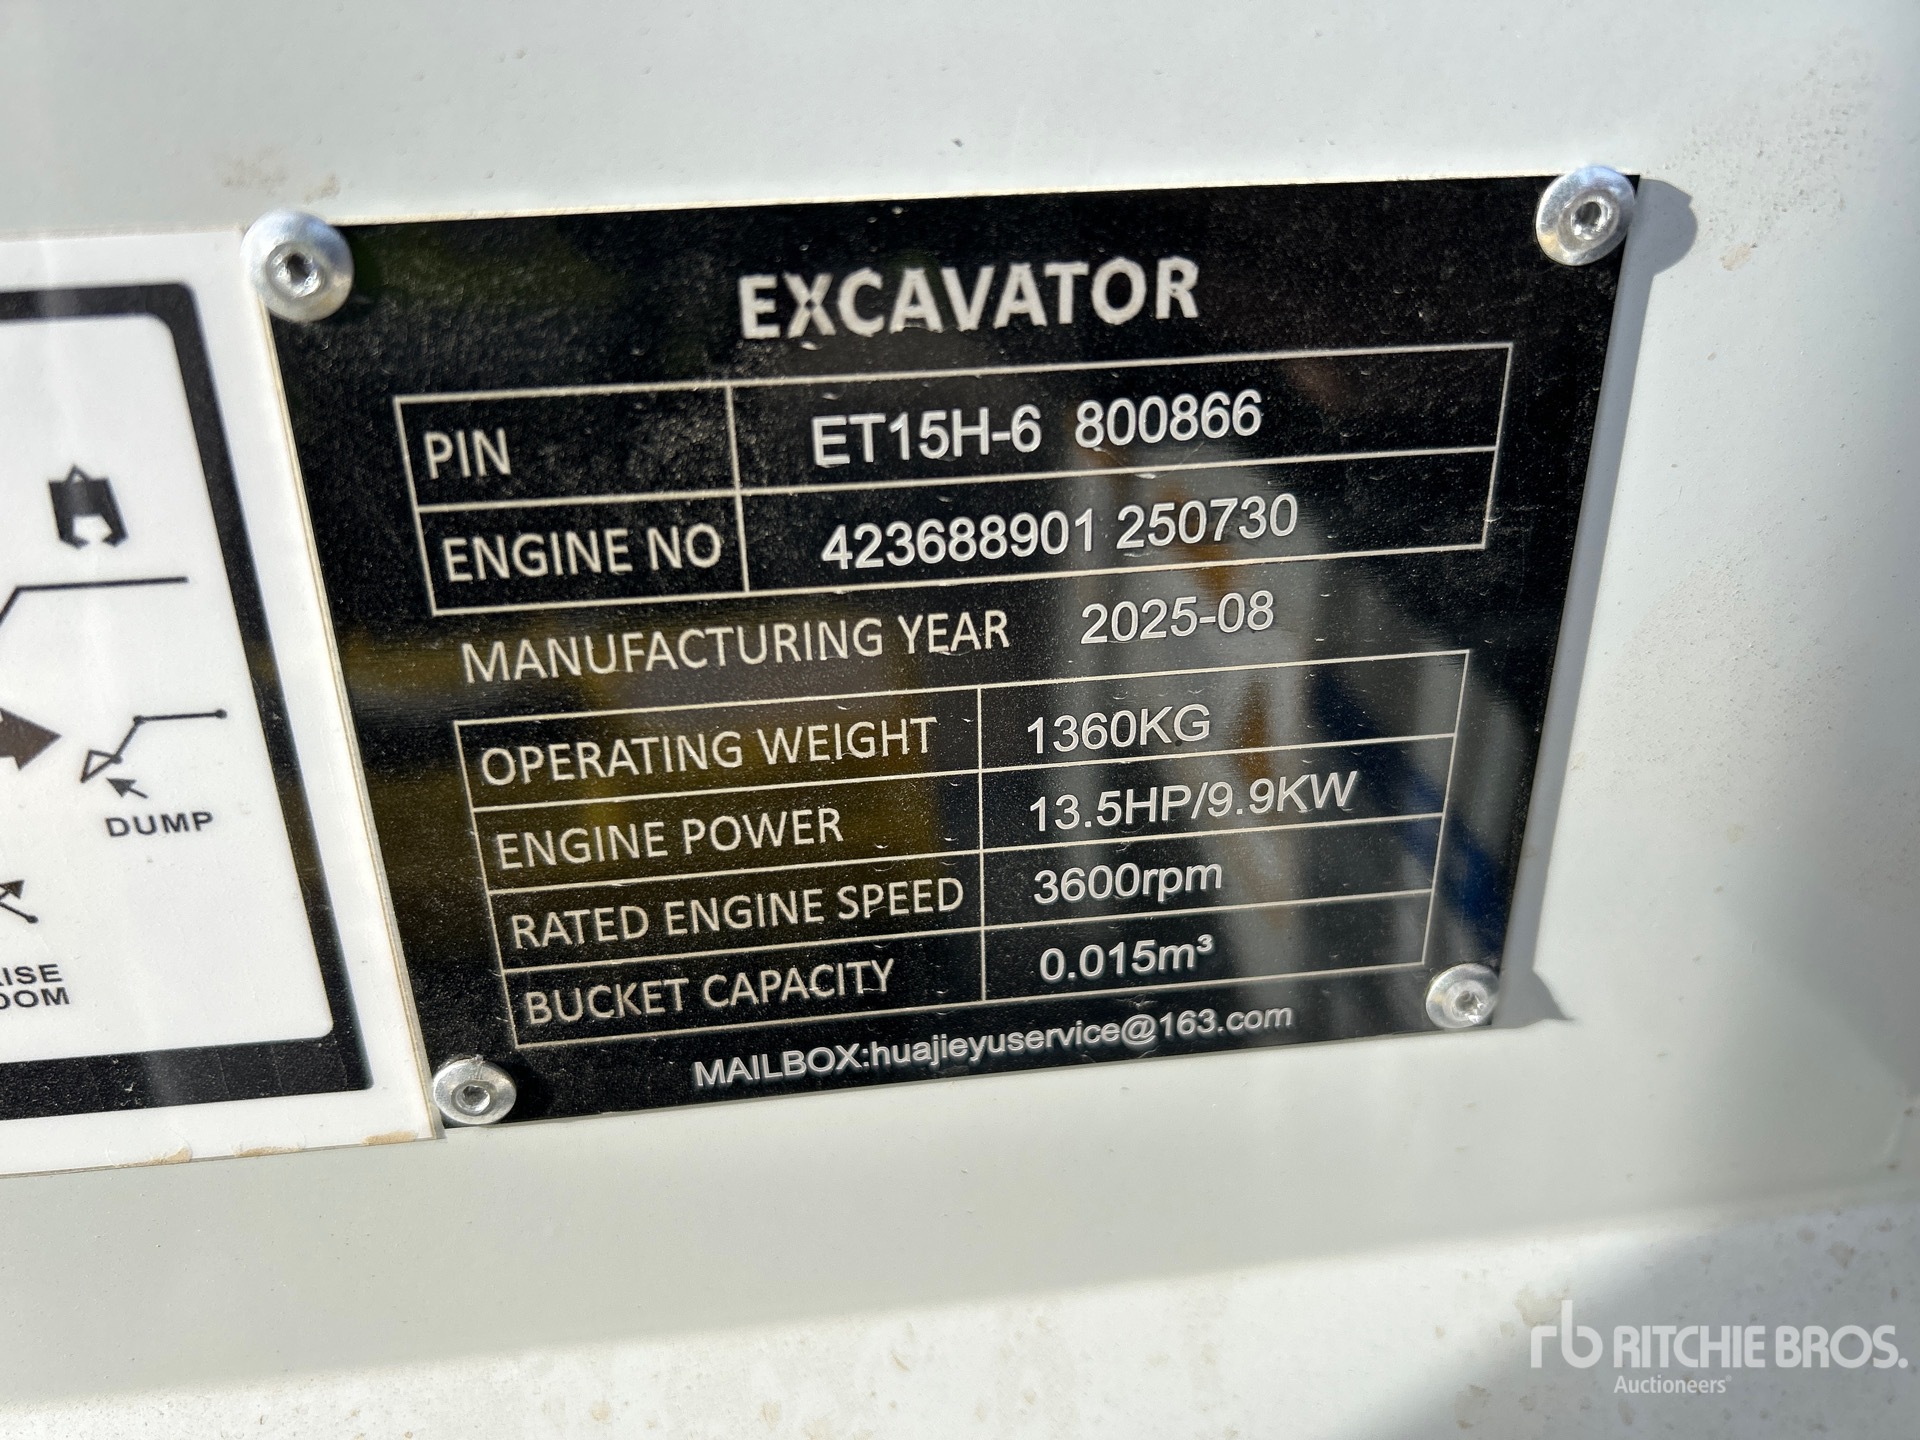 EXCAVATOR
PIN ET15H-6 800866
ENGINE NO 423688901 250730
MANUFACTURING YEAR 2025-08
OPERATING WEIGHT 1360KG
ENGINE POWER 13.5HP/9.9KW
RATED ENGINE SPEED 3600rpm
BUCKET CAPACITY 0.015m³
MAILBOX:huajieyuservice@163.com
DUMP
rb RITCHIE BROS.
Auctioneers